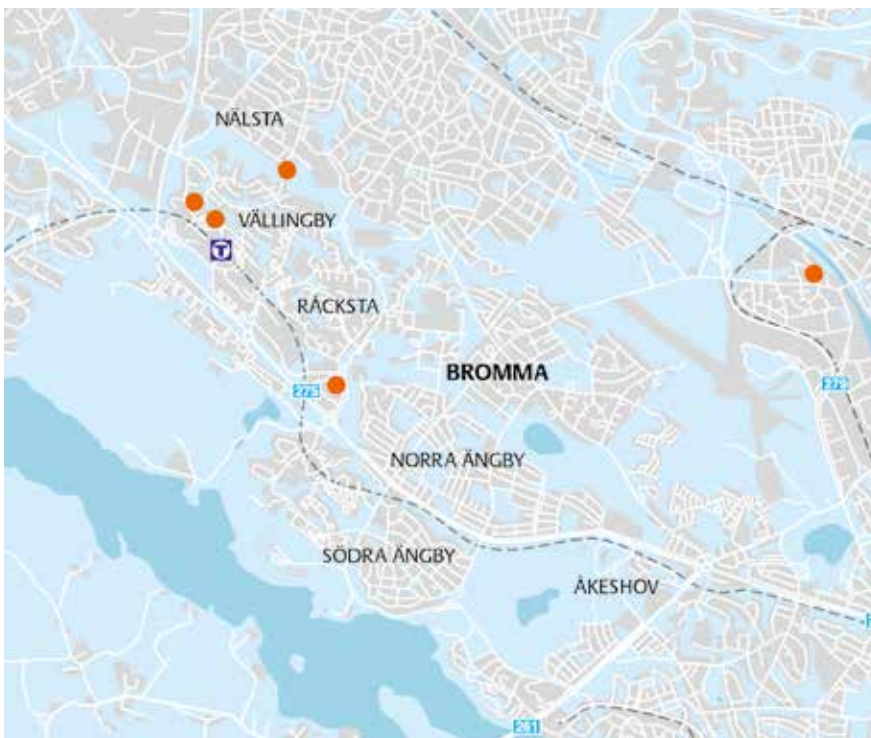 NÄLSTA
VÄLLINGBY
T
RÅCKSTA
BROMMA
275
279
NORRA ÄNGBY
SÖDRA ÄNGBY
ÅKESHOV
261